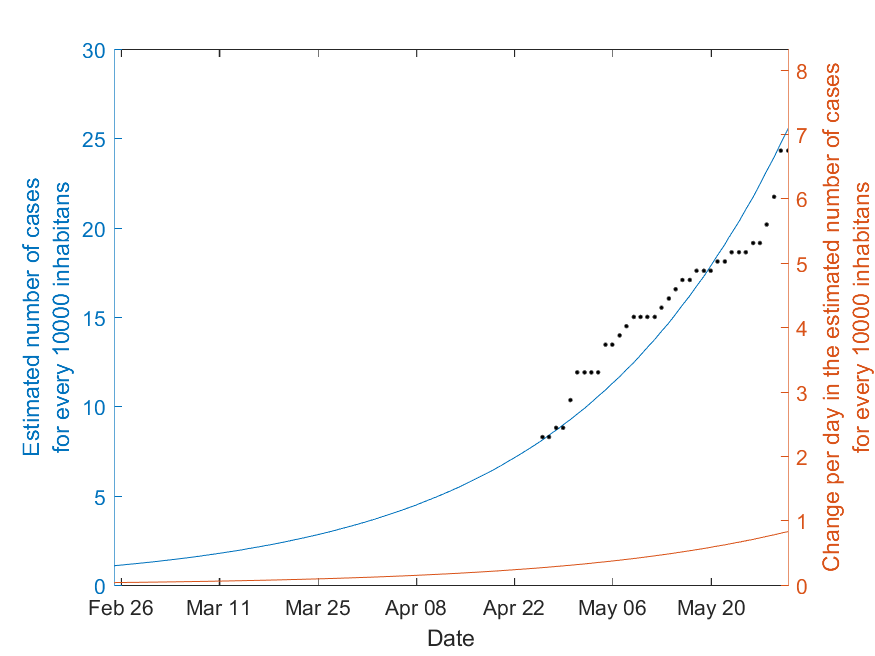 Estimated number of cases
for every 10000 inhabitans
30
25
20
15
10
5
0
8
7
6
5
4
3
2
1
0
Change per day in the estimated number of cases
for every 10000 inhabitans
Feb 26 Mar 11 Mar 25 Apr 08 Apr 22 May 06 May 20
Date